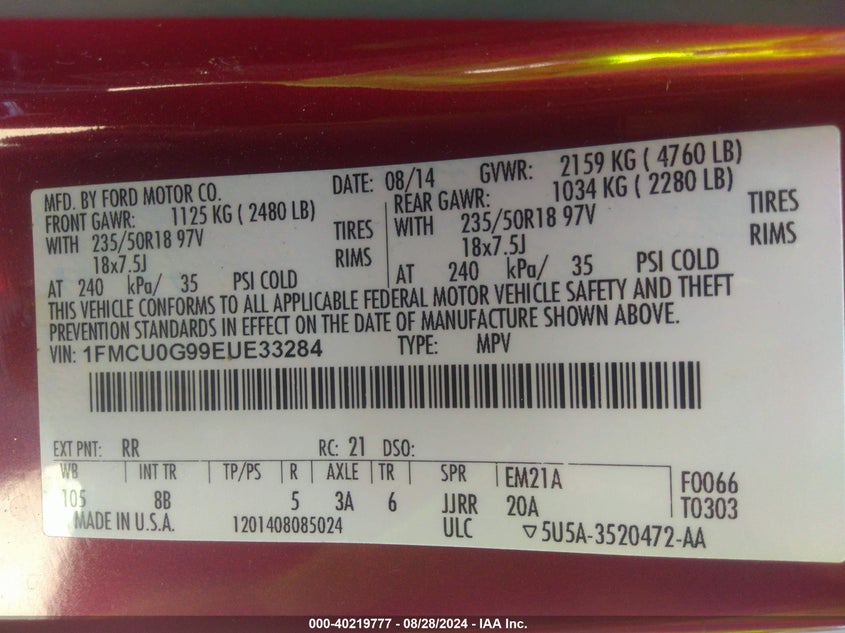 MFD. BY FORD MOTOR CO. DATE: 08/14 GVWR: 2159 KG ( 4760 LB)
FRONT GAWR: 1125 KG ( 2480 LB) REAR GAWR: 1034 KG ( 2280 LB)
WITH 235/50R18 97V TIRES WITH 235/50R18 97V TIRES
18x7.5J RIMS 18x7.5J RIMS
AT 240 kPa/ 35 PSI COLD AT 240 kPa/ 35 PSI COLD
THIS VEHICLE CONFORMS TO ALL APPLICABLE FEDERAL MOTOR VEHICLE SAFETY AND THEFT
PREVENTION STANDARDS IN EFFECT ON THE DATE OF MANUFACTURE SHOWN ABOVE.
VIN: 1FMCU0G99EUE33284 TYPE: MPV
EXT PNT: RR RC: 21 DSO:
WB INT TR TP/PS R AXLE TR SPR EM21A F0066
105 8B 5 3A 6 JJRR 20A T0303
MADE IN U.S.A. 1201408085024 ULC ▽5U5A-3520472-AA
000-40219777 - 08/28/2024 - IAA Inc.